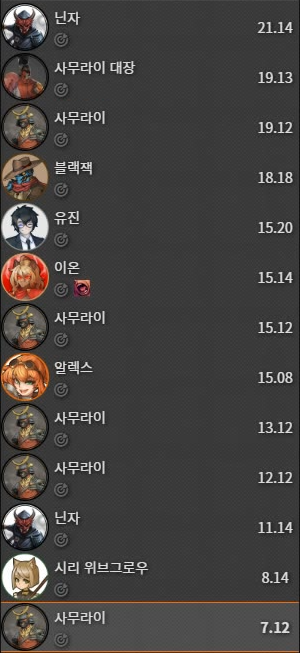 닌자
21.14
사무라이 대장
19.13
사무라이
19.12
블랙잭
18.18
유진
15.20
이온
15.14
사무라이
15.12
알렉스
15.08
사무라이
13.12
사무라이
12.12
닌자
11.14
시리 위브그로우
8.14
사무라이
7.12